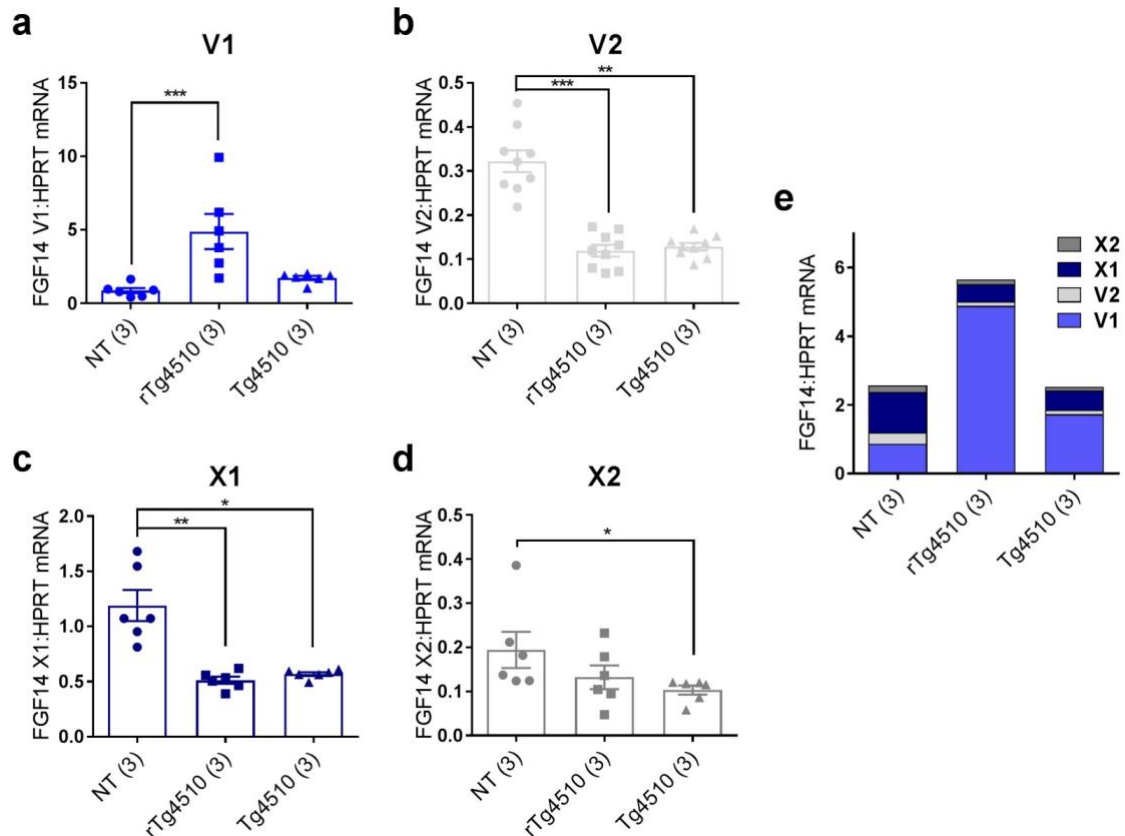 a
V1
FGF14 V1:HPRT mRNA
15
10
5
0
***
NT (3)
rTg4510 (3)
Tg4510 (3)
b
V2
FGF14 V2:HPRT mRNA
0.5
0.4
0.3
0.2
0.1
0.0
**
***
NT (3)
rTg4510 (3)
Tg4510 (3)
c
X1
FGF14 X1:HPRT mRNA
2.0
1.5
1.0
0.5
0.0
*
**
NT (3)
rTg4510 (3)
Tg4510 (3)
d
X2
FGF14 X2:HPRT mRNA
0.5
0.4
0.3
0.2
0.1
0.0
*
NT (3)
rTg4510 (3)
Tg4510 (3)
e
FGF14:HPRT mRNA
6
4
2
0
X2
X1
V2
V1
NT (3)
rTg4510 (3)
Tg4510 (3)